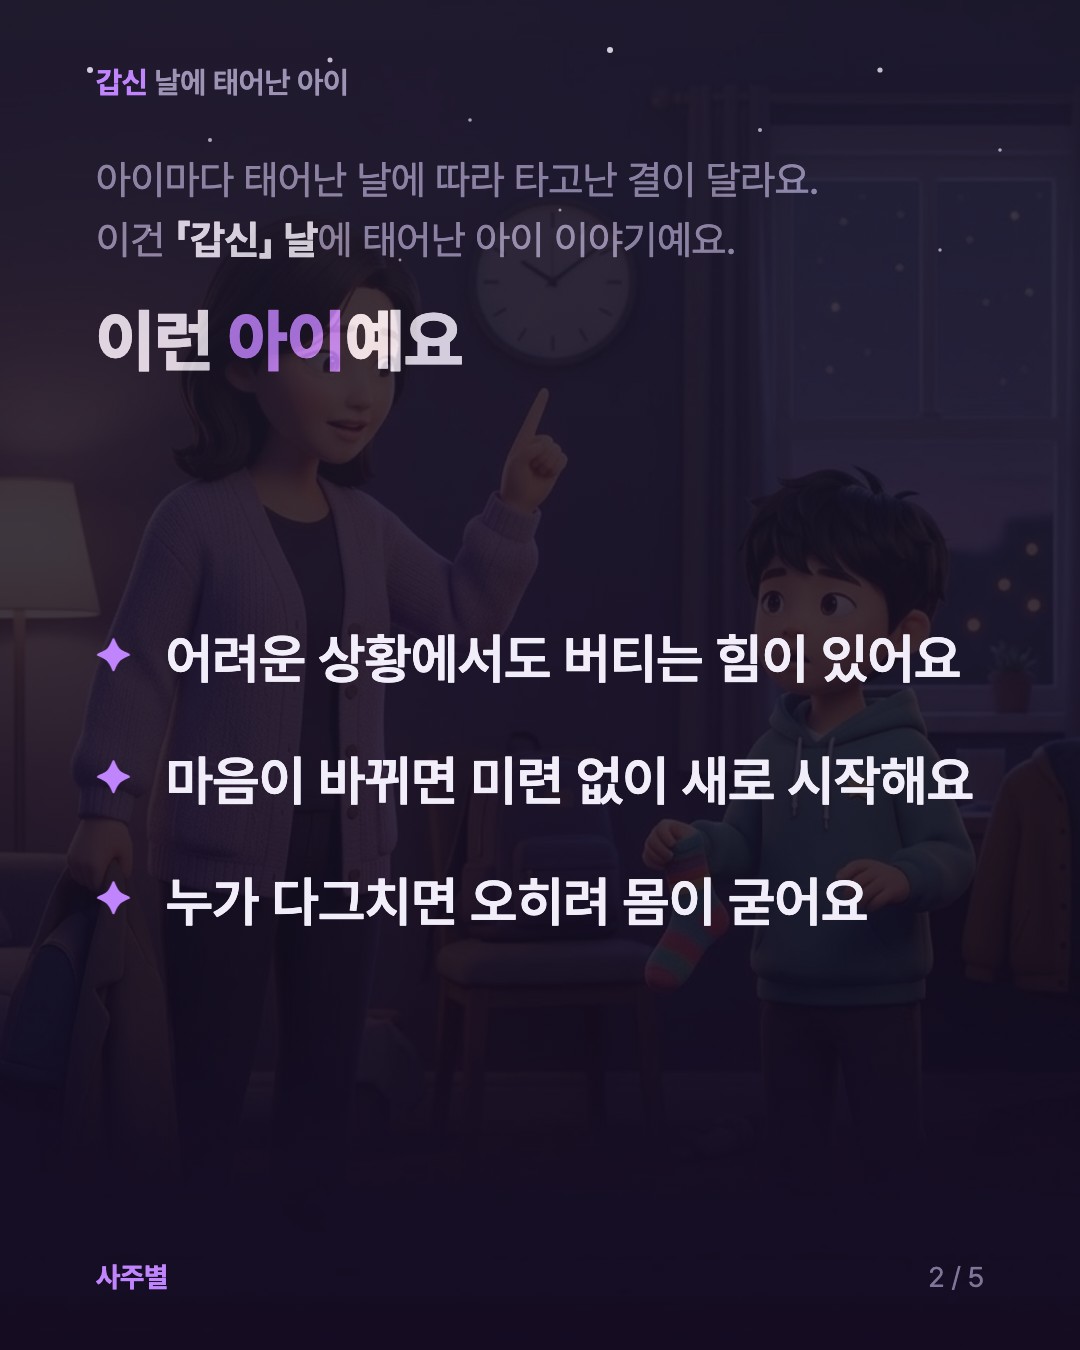 갑신 날에 태어난 아이
아이마다 태어난 날에 따라 타고난 결이 달라요.
이건 「갑신」 날에 태어난 아이 이야기예요.
이런 아이예요
어려운 상황에서도 버티는 힘이 있어요
마음이 바뀌면 미련 없이 새로 시작해요
누가 다그치면 오히려 몸이 굳어요
사주별
2 / 5